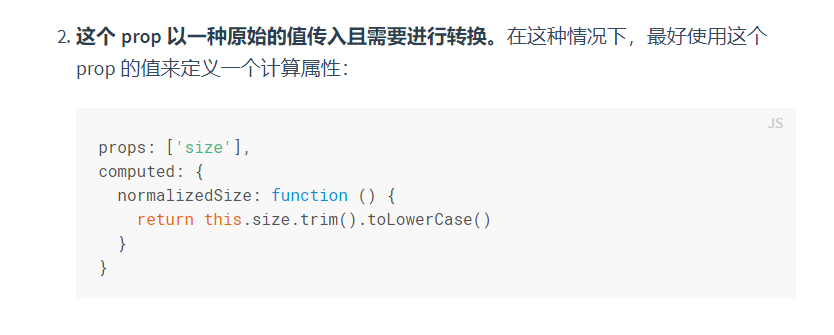 2. 这个 prop 以一种原始的值传入且需要进行转换。在这种情况下，最好使用这个
prop 的值来定义一个计算属性：
JS
props: ['size'],
computed: {
  normalizedSize: function () {
    return this.size.trim().toLowerCase()
  }
}